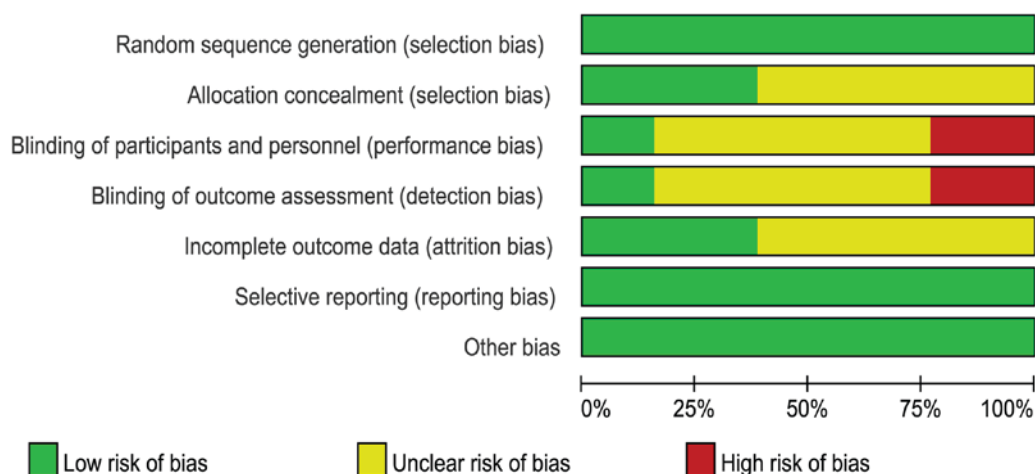 Random sequence generation (selection bias)
Allocation concealment (selection bias)
Blinding of participants and personnel (performance bias)
Blinding of outcome assessment (detection bias)
Incomplete outcome data (attrition bias)
Selective reporting (reporting bias)
Other bias
0% 25% 50% 75% 100%
Low risk of bias Unclear risk of bias High risk of bias